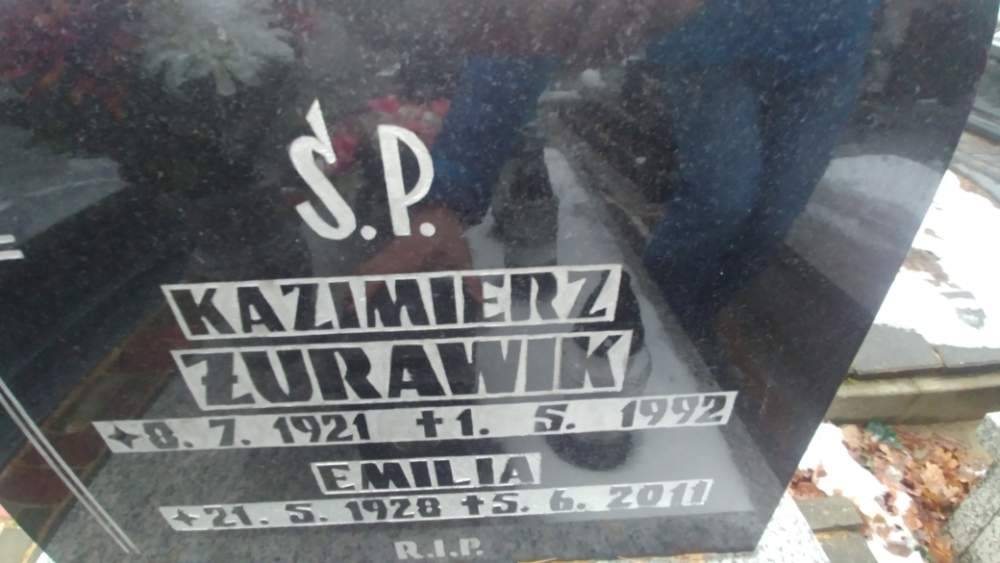 Ś.P.
KAZIMIERZ
ŻURAWIK
8. 7. 1921 ✝1. 5. 1992
EMILIA
21. 5. 1928 ✝5. 6. 2011
R.I.P.